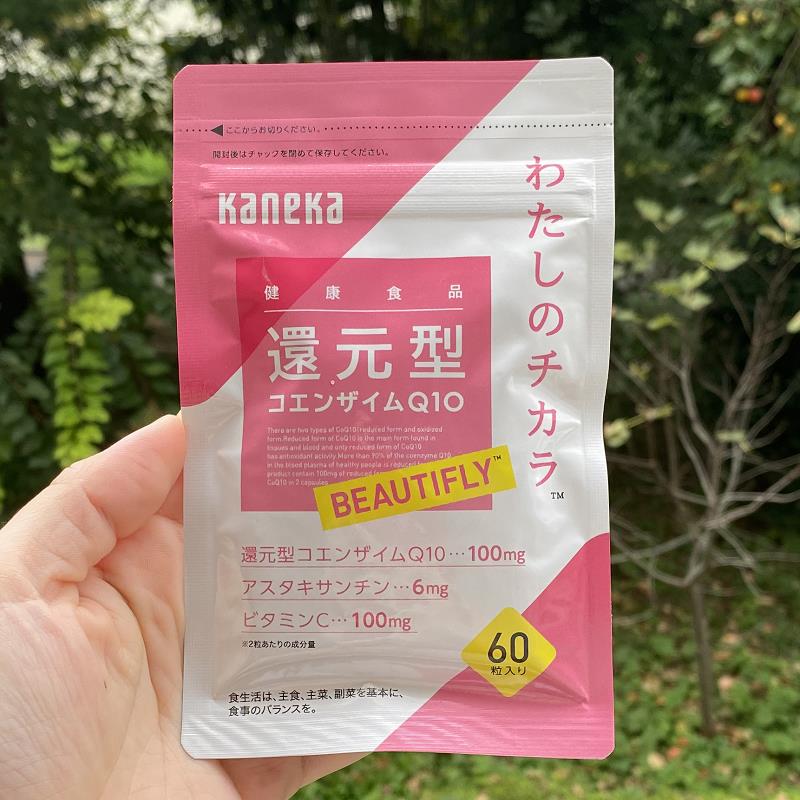 ここからお切りください。
開封後はチャックを閉めて保存してください。
Kaneka
わたしのチカラ™
健康食品
還元型
コエンザイムQ10
There are two types of CoQ10(reduced form and oxidized
form.Reduced form of CoQ10 is the main form found in
tissues and blood and only reduced form of CoQ10
has antioxidant activity.More than 90% of the coenzyme Q10
in the blood plasma of healthy people is reduced
product contain 100mg of reduced
CoQ10 in 2 capsules
BEAUTIFLY™
還元型コエンザイムQ10…100mg
アスタキサンチン…6mg
ビタミンC…100mg
※2粒あたりの成分量
60
粒入り
食生活は、主食、主菜、副菜を基本に、
食事のバランスを。